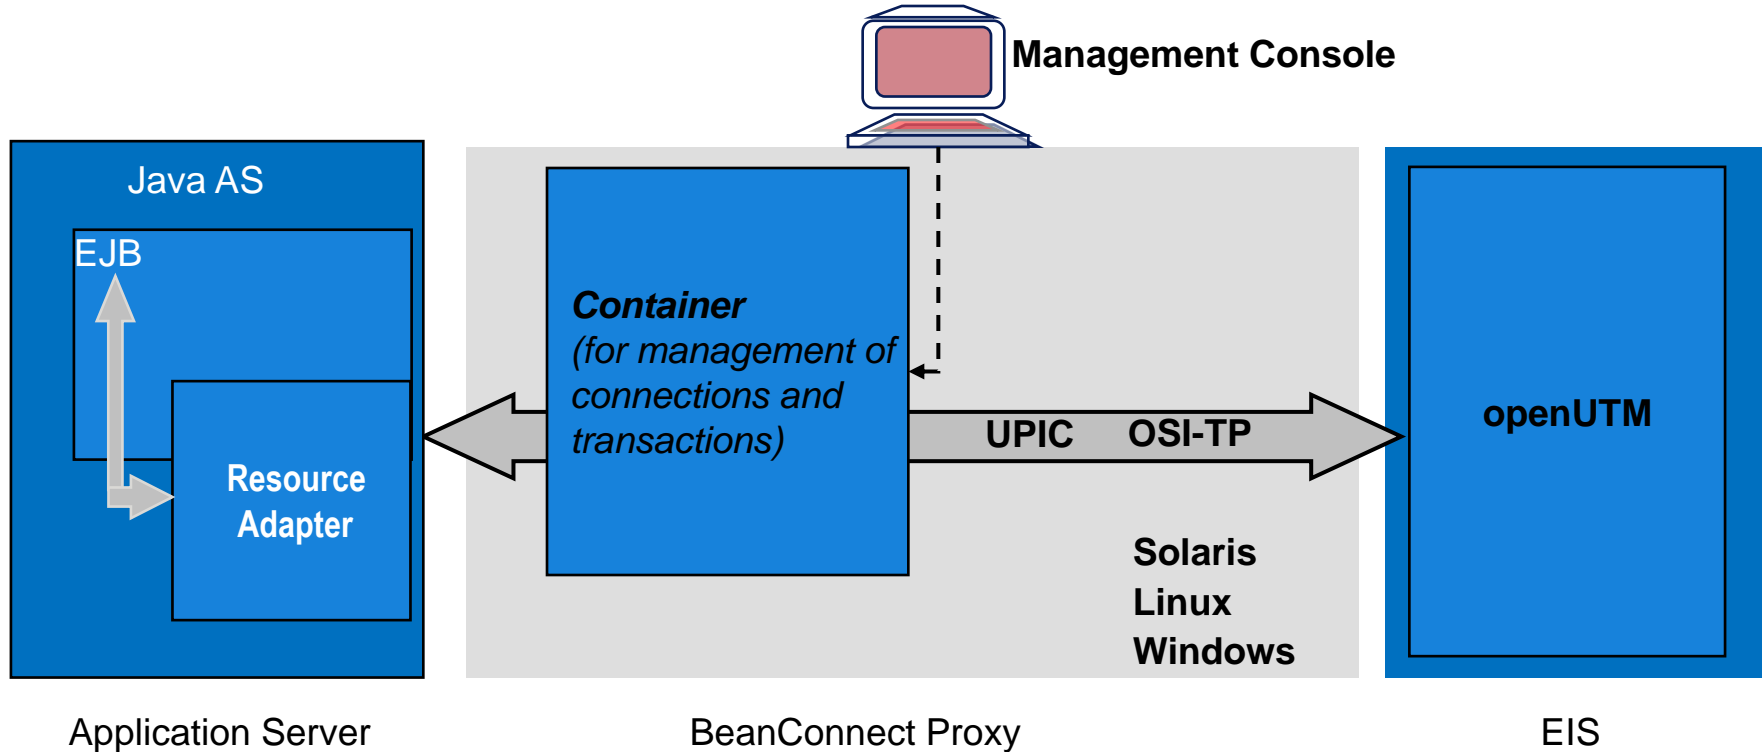 Management Console
Java AS
EJB
Resource
Adapter
Container
(for management of
connections and
transactions)
UPIC OSI-TP
Solaris
Linux
Windows
openUTM
Application Server
BeanConnect Proxy
EIS